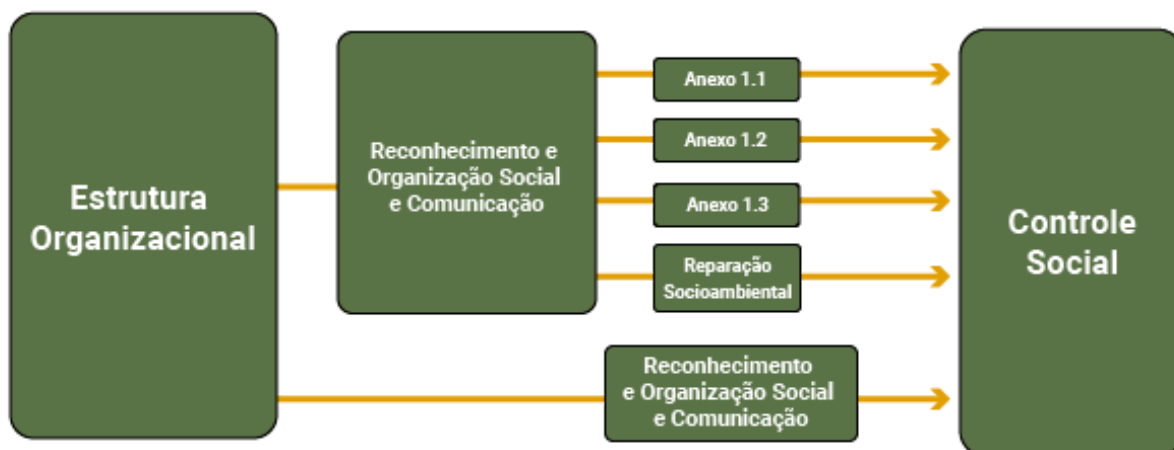 Estrutura
Organizacional
Reconhecimento e
Organização Social
e Comunicação
Anexo 1.1
Anexo 1.2
Anexo 1.3
Reparação
Socioambiental
Reconhecimento
e Organização Social
e Comunicação
Controle
Social